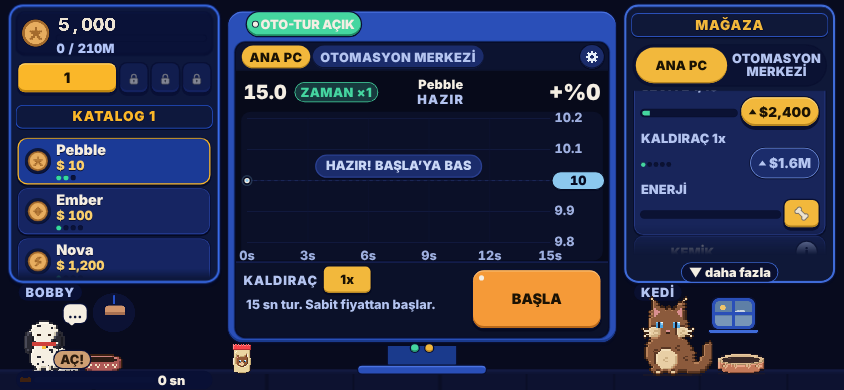 5,000
0 / 210M
1
KATALOG 1
Pebble
$ 10
Ember
$ 100
Nova
$ 1,200
BOBBY
AÇ!
0 sn
OTO-TUR AÇIK
ANA PC
OTOMASYON MERKEZİ
15.0
ZAMAN ×1
Pebble
HAZIR
+%0
10.2
10.1
HAZIR! BAŞLA'YA BAS
10
9.9
9.8
0s 3s 6s 9s 12s 15s
KALDIRAÇ 1x
15 sn tur. Sabit fiyattan başlar.
BAŞLA
MAĞAZA
ANA PC
OTOMASYON
MERKEZİ
$2,400
KALDIRAÇ 1x
$1.6M
ENERJİ
KEMİK
▼ daha fazla
KEDİ